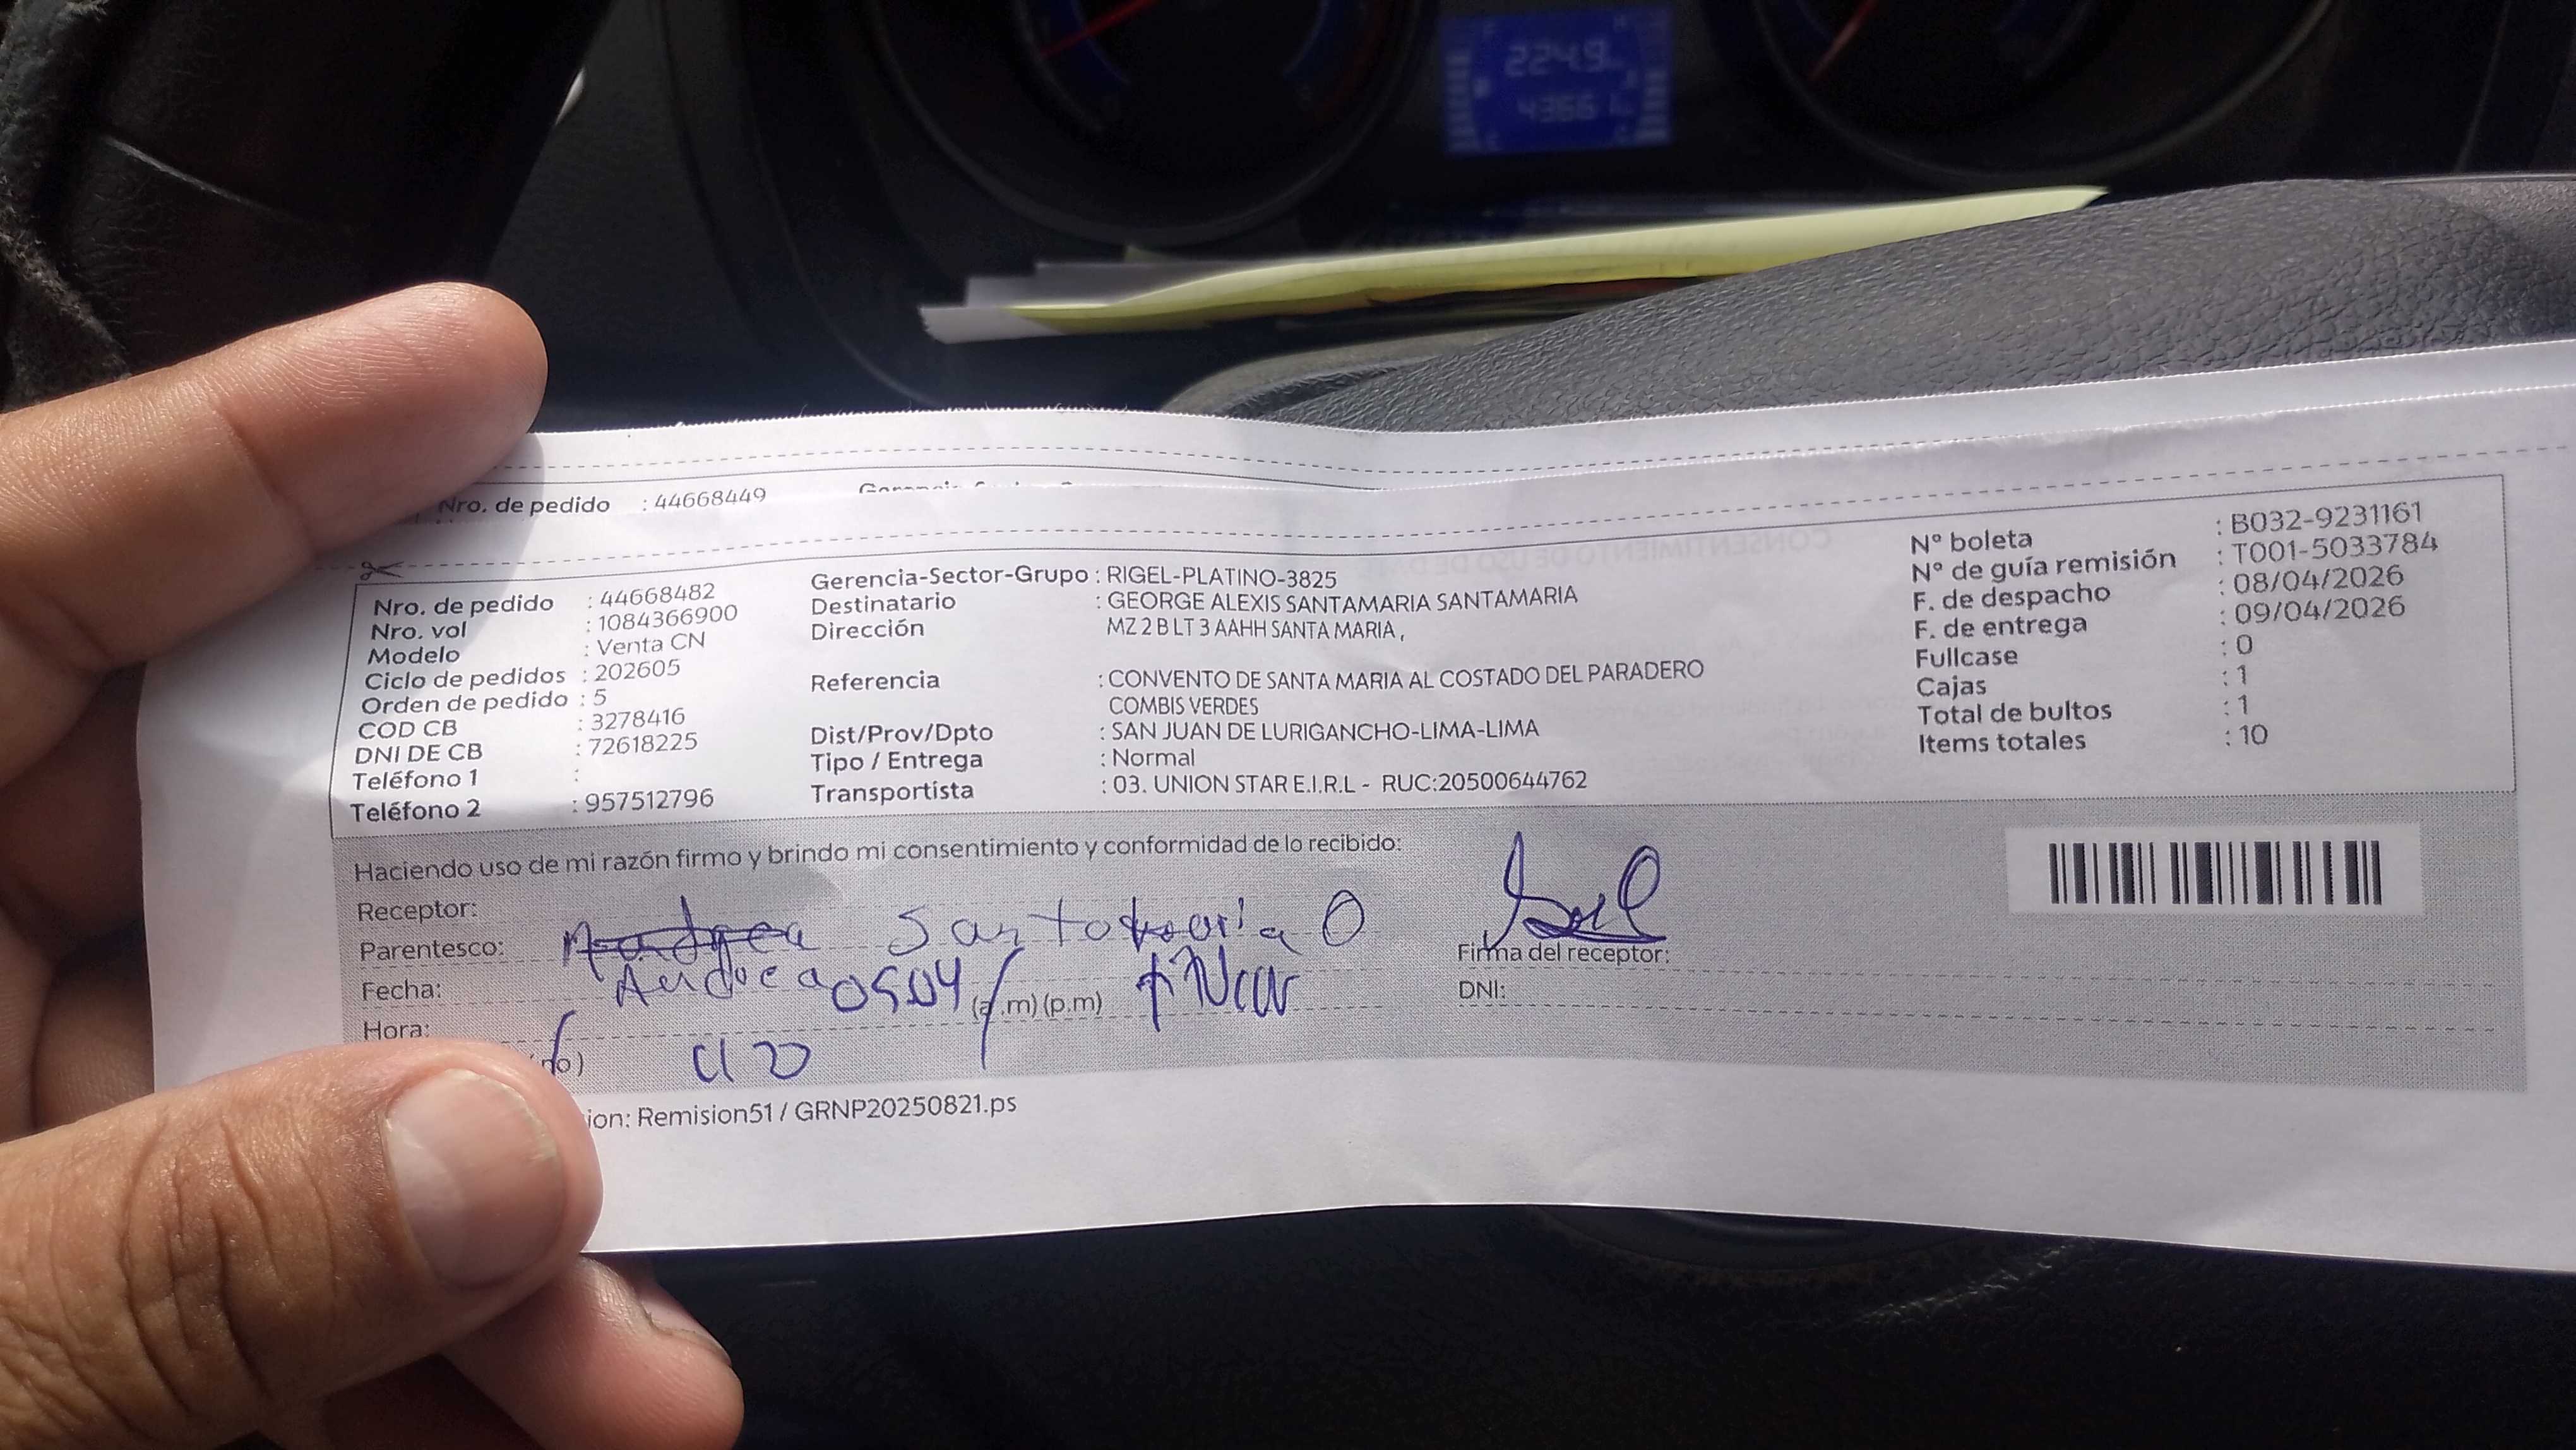 2249
4366
Nro. de pedido : 44668449
Nro. de pedido : 44668482
Nro. vol : 1084366900
Modelo : Venta CN
Ciclo de pedidos : 202605
Orden de pedido : 5
COD CB : 3278416
DNI DE CB : 72618225
Teléfono 1 :
Teléfono 2 : 957512796
Gerencia-Sector-Grupo : RIGEL-PLATINO-3825
Destinatario : GEORGE ALEXIS SANTAMARIA SANTAMARIA
Dirección MZ 2 B LT 3 AAHH SANTA MARIA ,
Referencia : CONVENTO DE SANTA MARIA AL COSTADO DEL PARADERO
COMBIS VERDES
Dist/Prov/Dpto : SAN JUAN DE LURIGANCHO-LIMA-LIMA
Tipo / Entrega : Normal
Transportista : 03. UNION STAR E.I.R.L - RUC:20500644762
N° boleta : B032-9231161
N° de guía remisión : T001-5033784
F. de despacho : 08/04/2026
F. de entrega : 09/04/2026
Fullcase : 0
Cajas : 1
Total de bultos : 1
Items totales : 10
Haciendo uso de mi razón firmo y brindo mi consentimiento y conformidad de lo recibido:
Receptor:
Parentesco: Santamaria O
Firma del receptor:
Fecha: (a.m) (p.m)
DNI:
Hora:
ion: Remision51 / GRNP20250821.ps